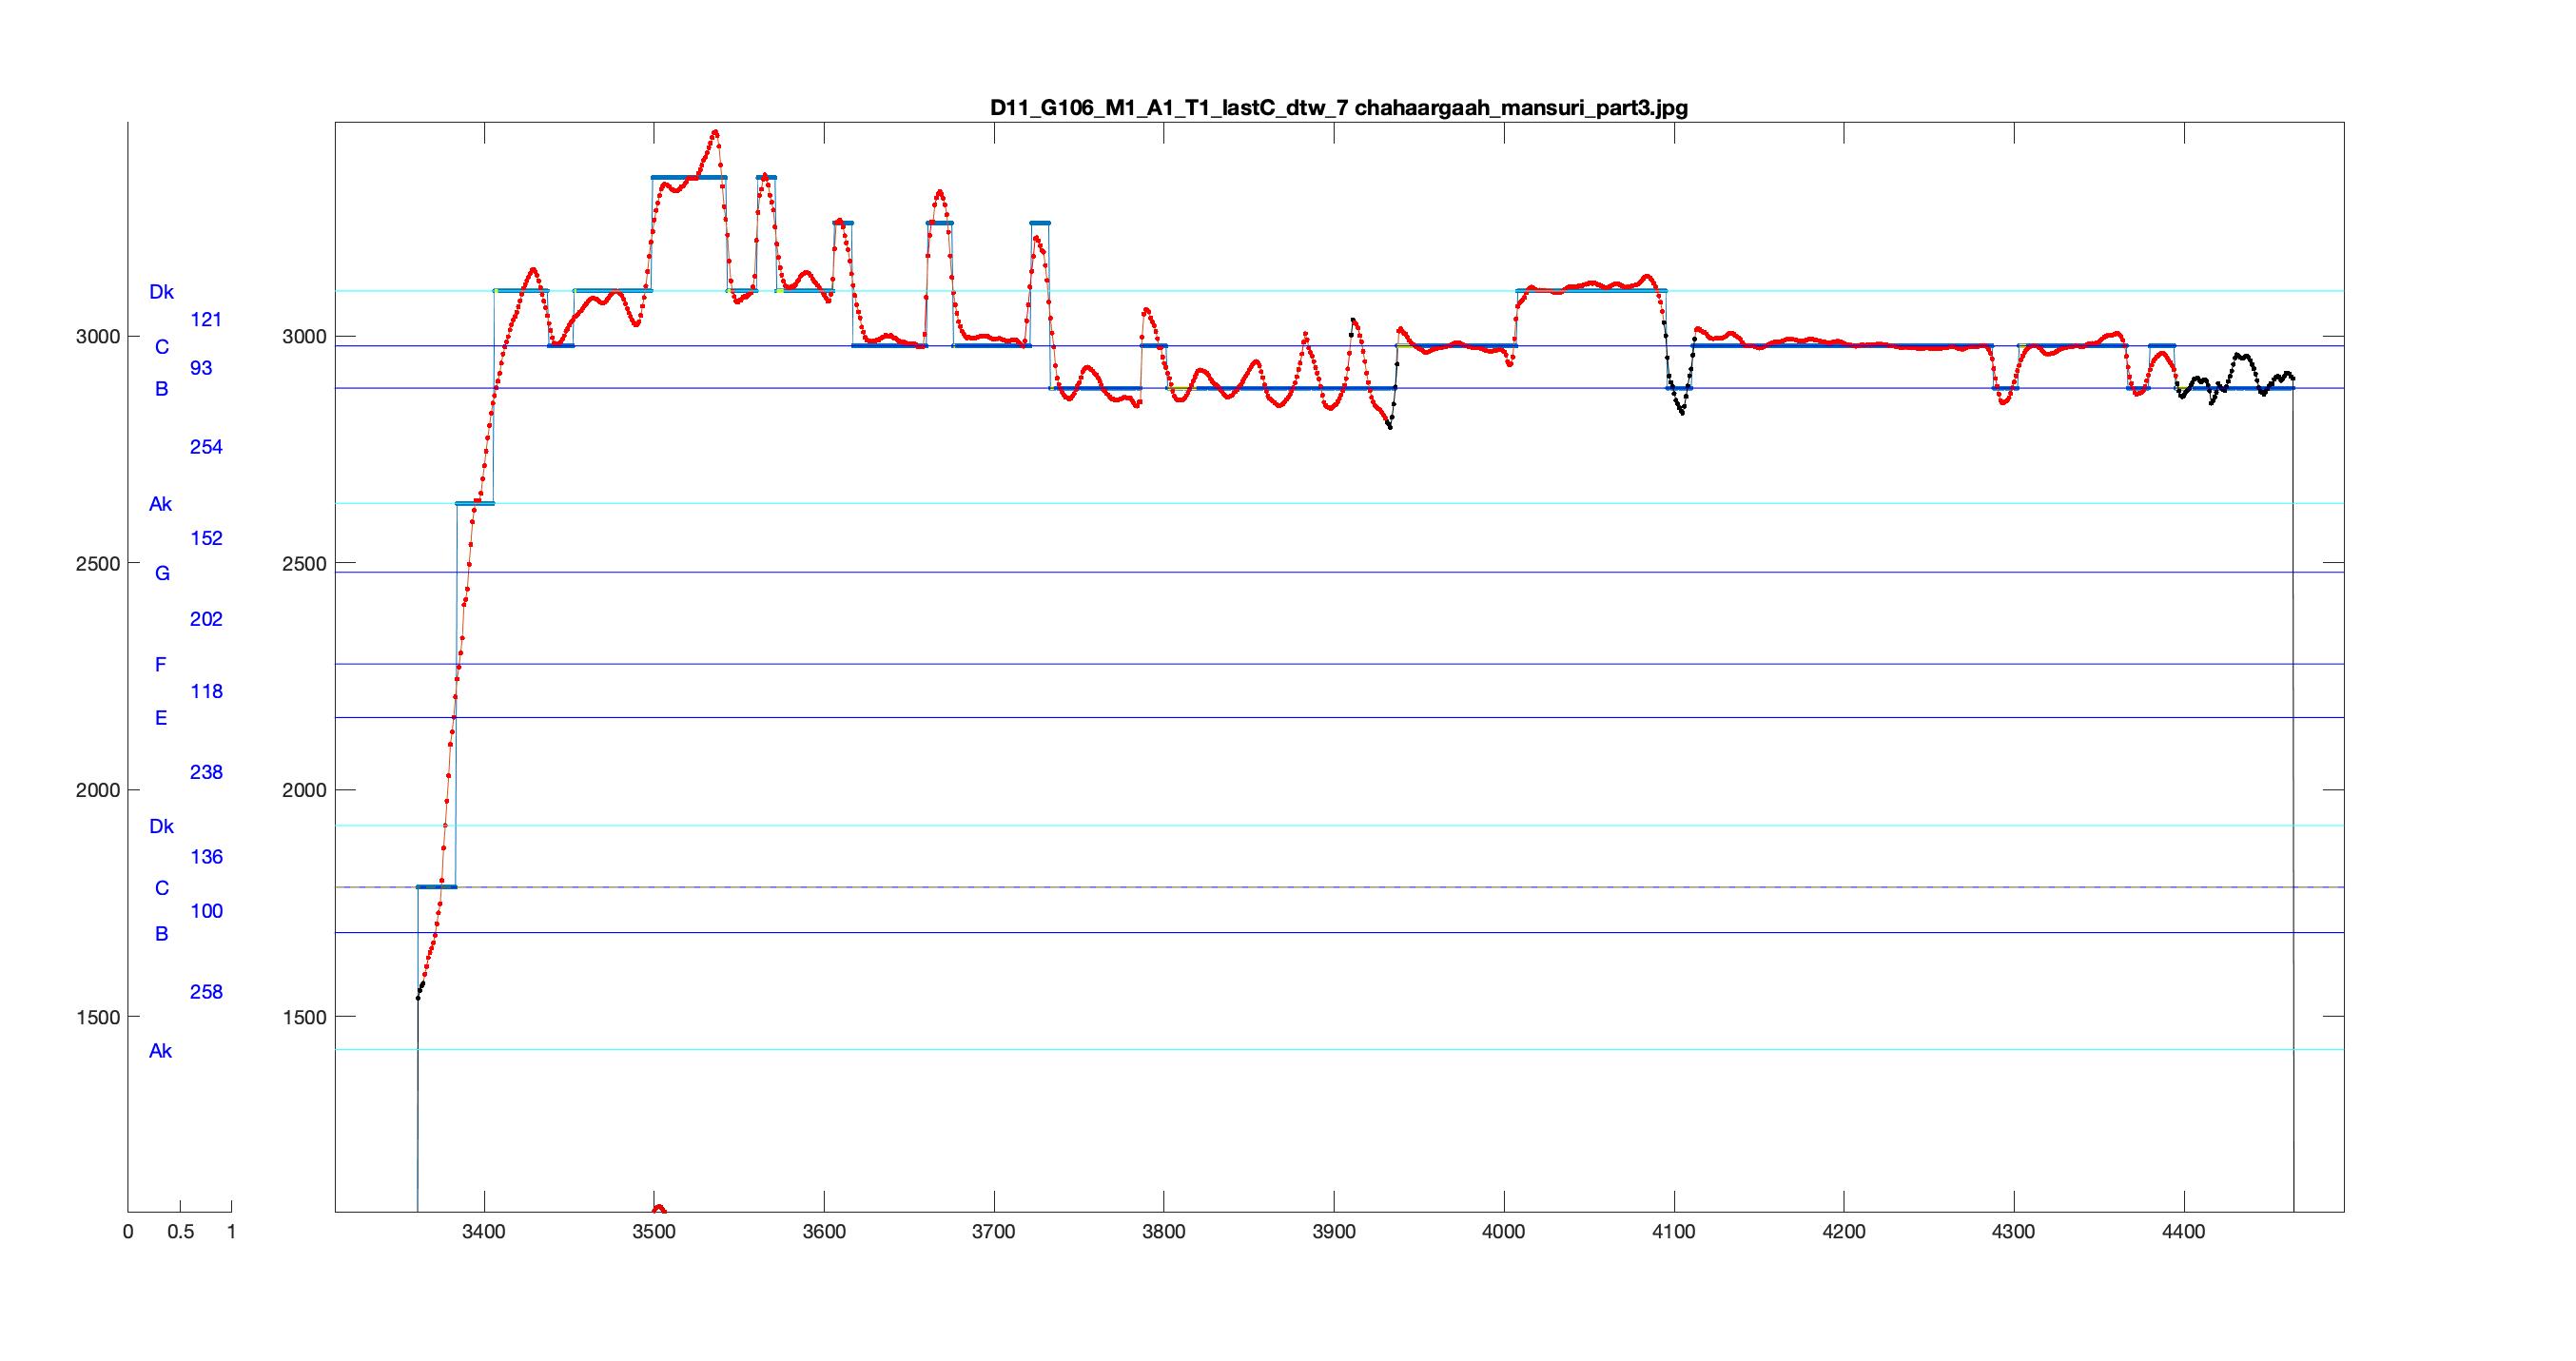 D11_G106_M1_A1_T1_lastC_dtw_7 chahaargaah_mansuri_part3.jpg
Dk
121
3000 C 3000
93
B
254
Ak
152
2500 G 2500
202
F
118
E
238
2000 Dk 2000
136
C
100
B
258
1500 1500
Ak
0 0.5 1 3400 3500 3600 3700 3800 3900 4000 4100 4200 4300 4400